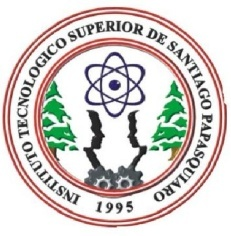 INSTITUTO TECNOLOGICO SUPERIOR DE SANTIAGO PAPASQUIARO
1995